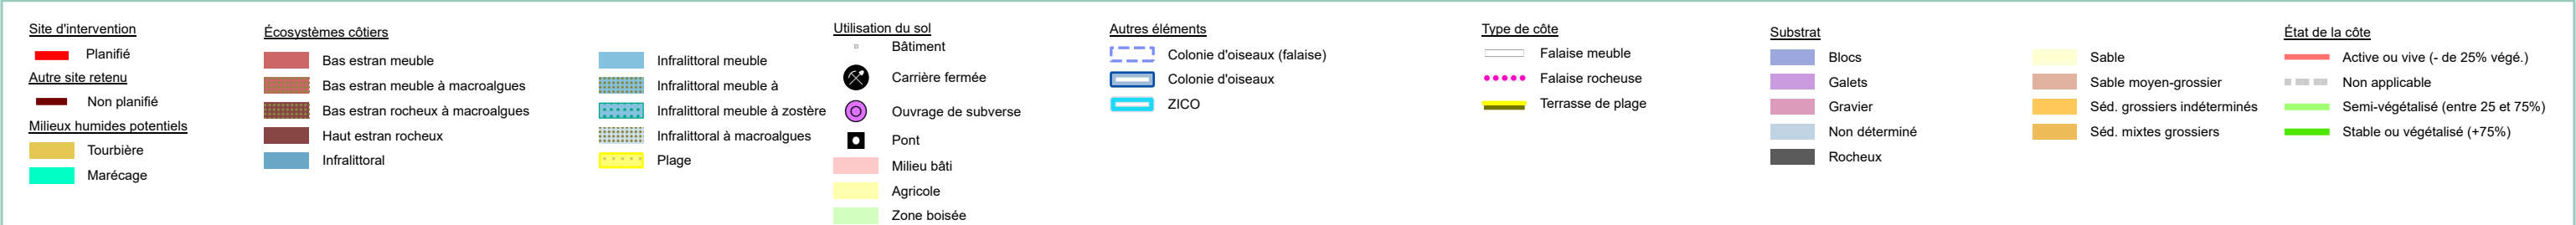 Site d'intervention
Planifié
Autre site retenu
Non planifié
Milieux humides potentiels
Tourbière
Marécage
Écosystèmes côtiers
Bas estran meuble
Bas estran meuble à macroalgues
Bas estran rocheux à macroalgues
Haut estran rocheux
Infralittoral
Infralittoral meuble
Infralittoral meuble à
Infralittoral meuble à zostère
Infralittoral à macroalgues
Plage
Utilisation du sol
Bâtiment
Carrière fermée
Ouvrage de subverse
Pont
Milieu bâti
Agricole
Zone boisée
Autres éléments
Colonie d'oiseaux (falaise)
Colonie d'oiseaux
ZICO
Type de côte
Falaise meuble
Falaise rocheuse
Terrasse de plage
Substrat
Blocs
Galets
Gravier
Non déterminé
Rocheux
Sable
Sable moyen-grossier
Séd. grossiers indéterminés
Séd. mixtes grossiers
État de la côte
Active ou vive (- de 25% végé.)
Non applicable
Semi-végétalisé (entre 25 et 75%)
Stable ou végétalisé (+75%)